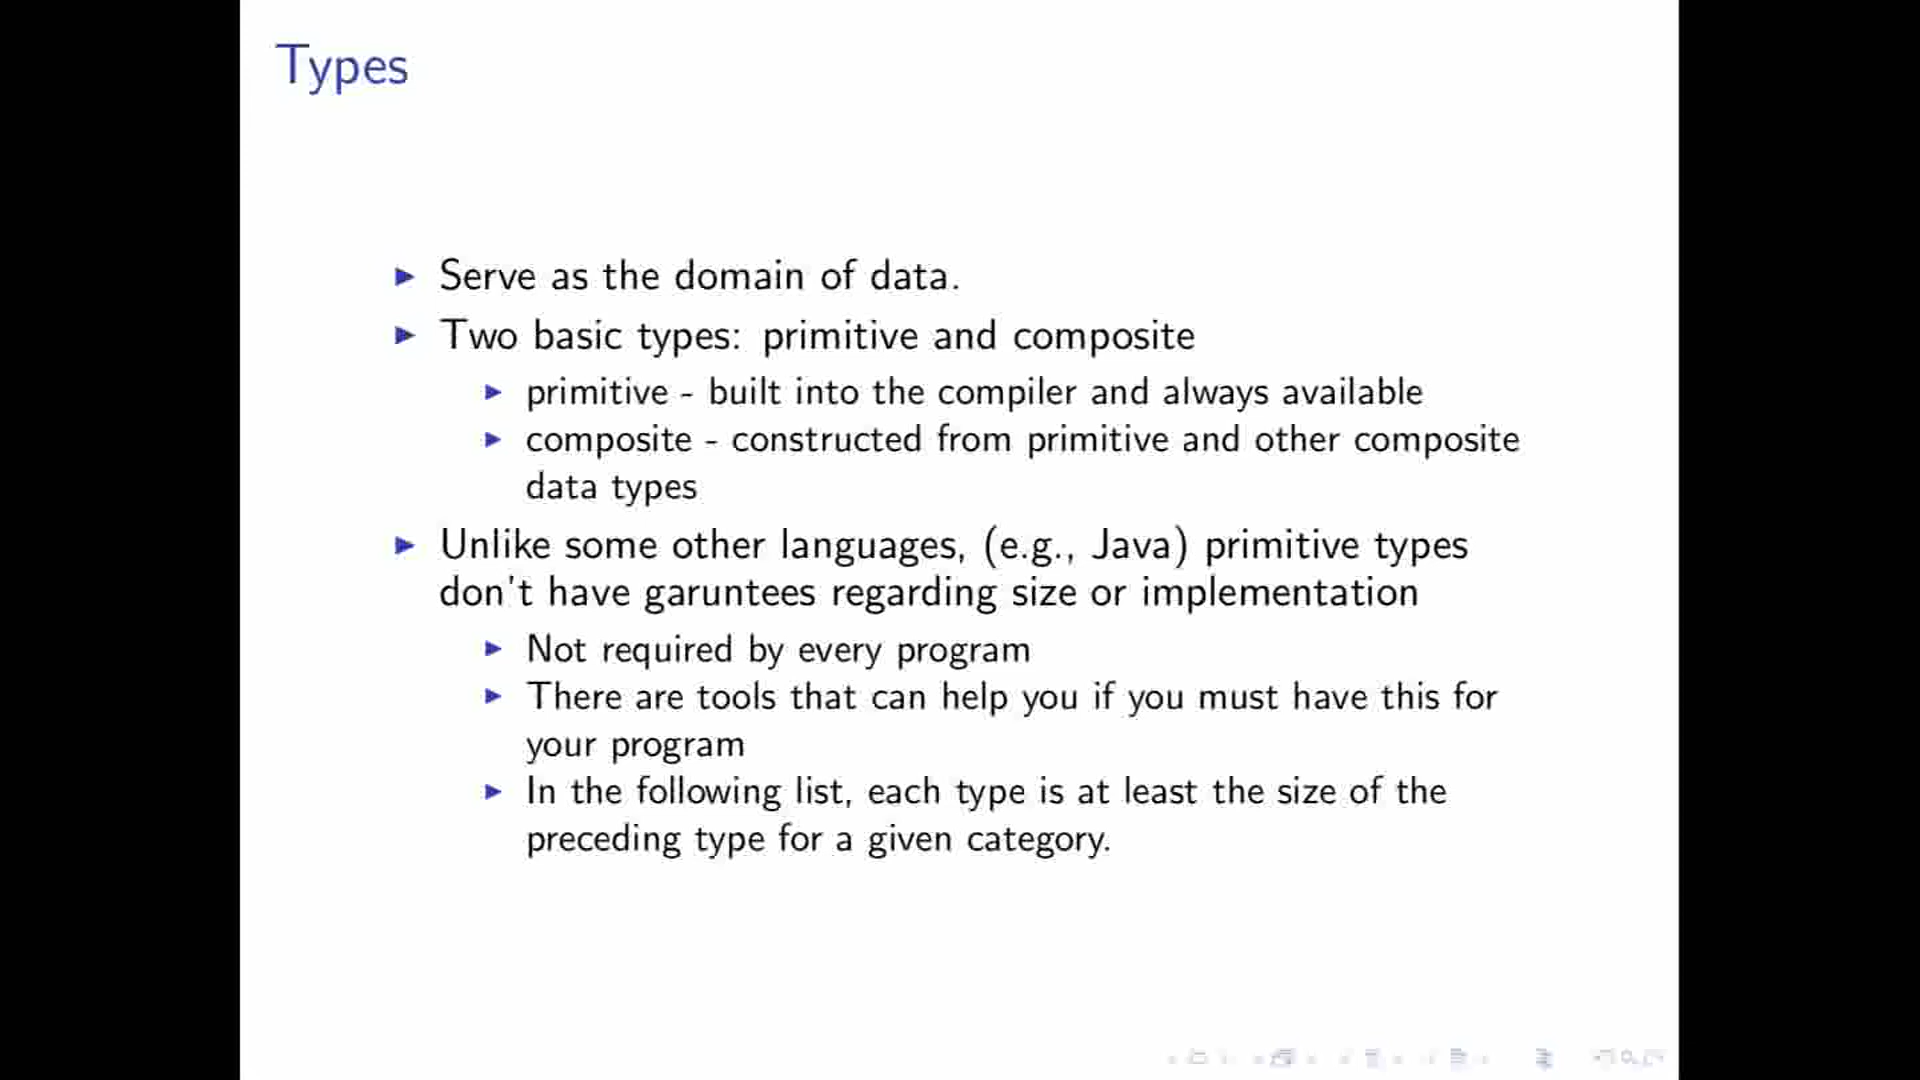 Types
Serve as the domain of data.
Two basic types: primitive and composite
primitive - built into the compiler and always available
composite - constructed from primitive and other composite
data types
Unlike some other languages, (e.g., Java) primitive types
don't have garuntees regarding size or implementation
Not required by every program
There are tools that can help you if you must have this for
your program
In the following list, each type is at least the size of the
preceding type for a given category.